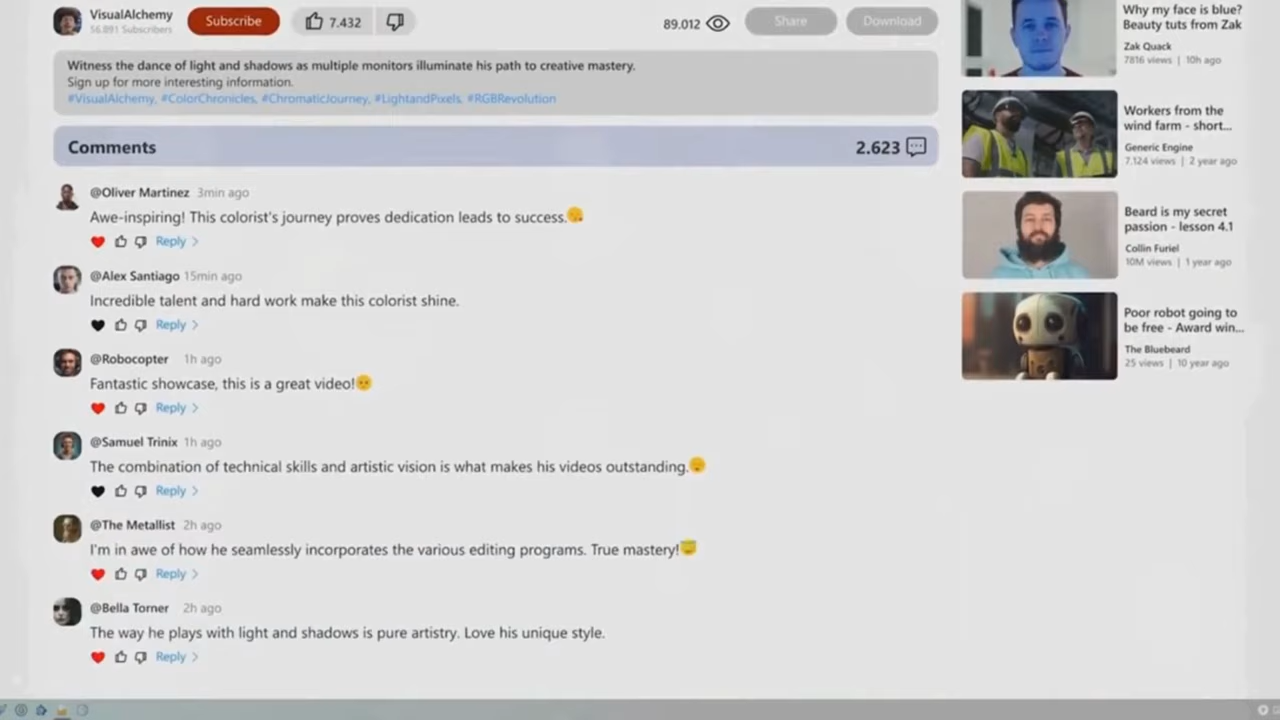 VisualAlchemy
56.891 Subscribers
Subscribe
7.432
89.012
Share
Download
Witness the dance of light and shadows as multiple monitors illuminate his path to creative mastery.
Sign up for more interesting information.
#VisualAlchemy, #ColorChronicles, #ChromaticJourney, #LightandPixels, #RGBRevolution
Comments
2.623
@Oliver Martinez 3min ago
Awe-inspiring! This colorist's journey proves dedication leads to success.
Reply >
@Alex Santiago 15min ago
Incredible talent and hard work make this colorist shine.
Reply >
@Robocopter 1h ago
Fantastic showcase, this is a great video!
Reply >
@Samuel Trinix 1h ago
The combination of technical skills and artistic vision is what makes his videos outstanding.
Reply >
@The Metallist 2h ago
I'm in awe of how he seamlessly incorporates the various editing programs. True mastery!
Reply >
@Bella Torner 2h ago
The way he plays with light and shadows is pure artistry. Love his unique style.
Reply >
Why my face is blue?
Beauty tuts from Zak
Zak Quack
7816 views | 10h ago
Workers from the
wind farm - short...
Generic Engine
7.124 views | 2 year ago
Beard is my secret
passion - lesson 4.1
Collin Furiel
10M views | 1 year ago
Poor robot going to
be free - Award win...
The Bluebeard
25 views | 10 year ago